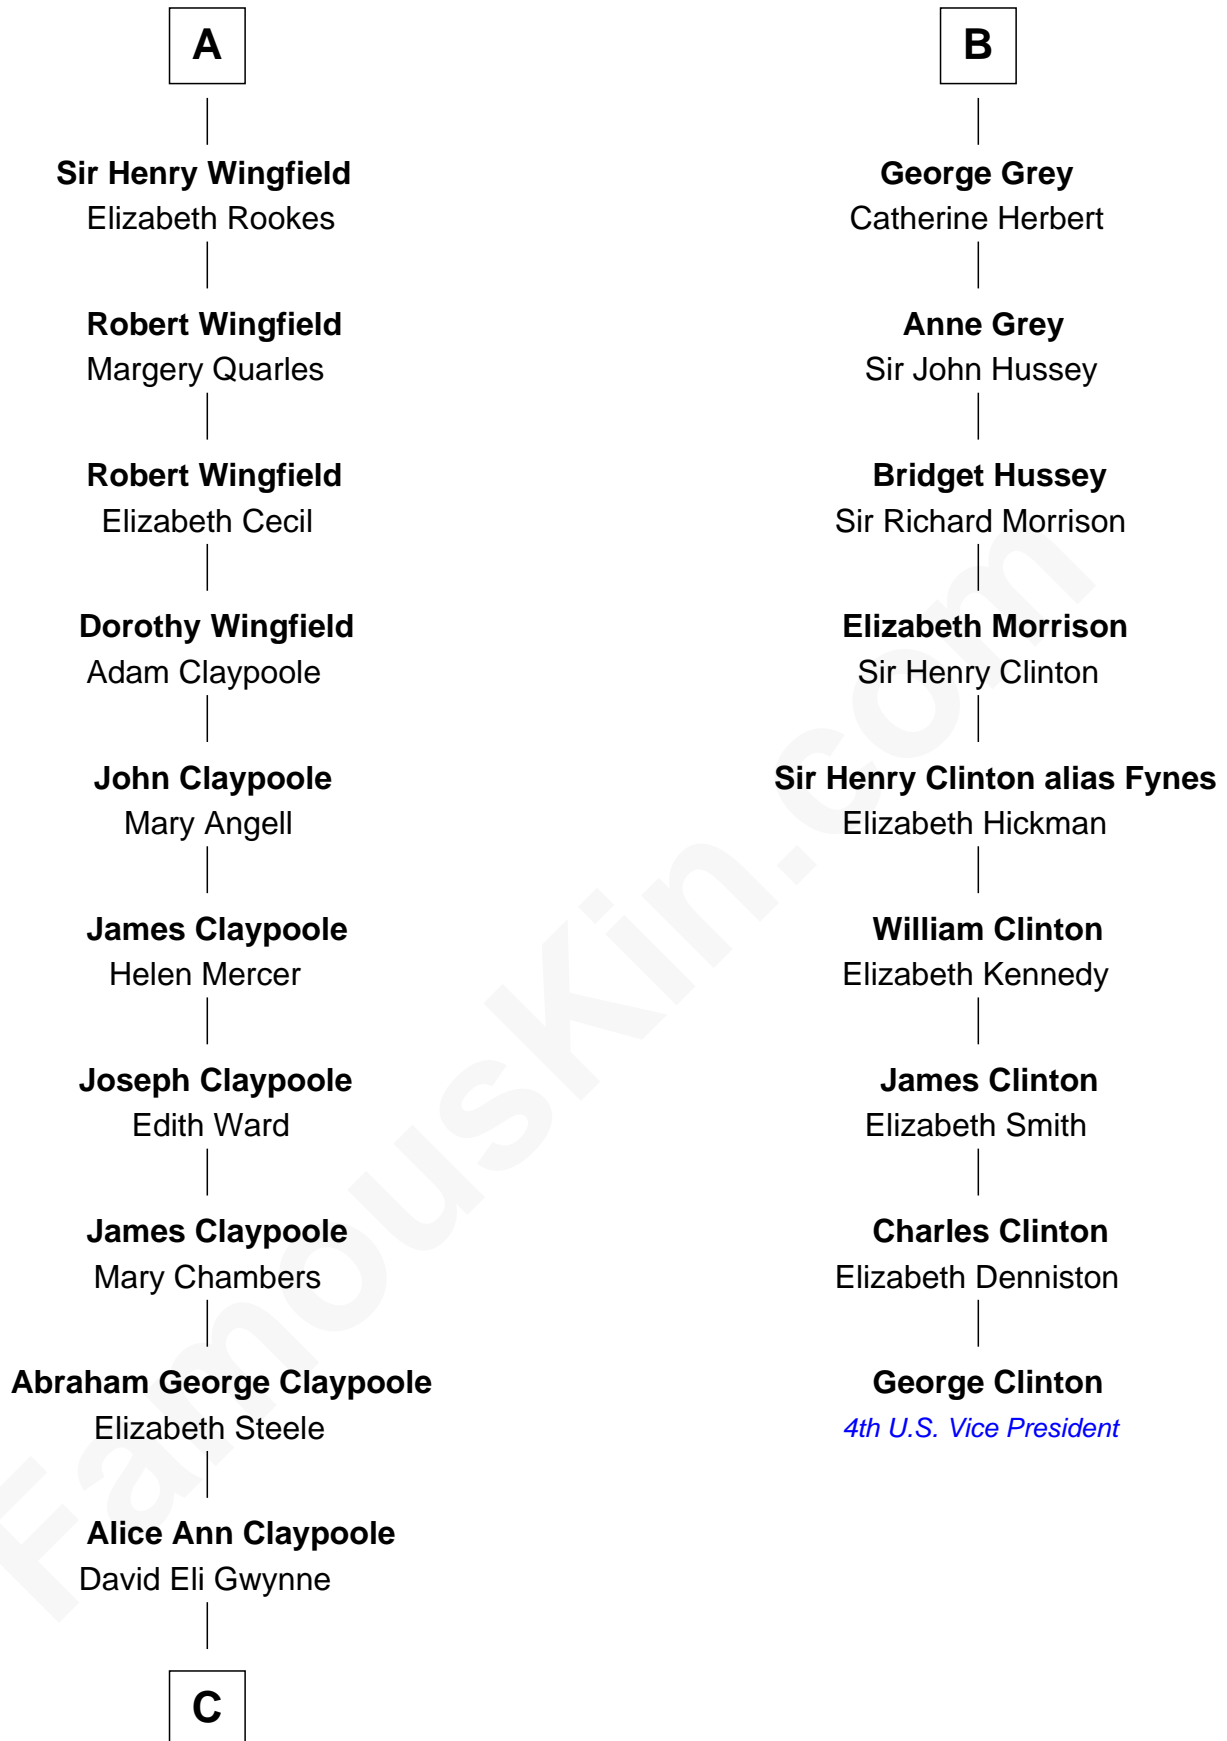 A
Sir Henry Wingfield
Elizabeth Rookes
Robert Wingfield
Margery Quarles
Robert Wingfield
Elizabeth Cecil
Dorothy Wingfield
Adam Claypoole
John Claypoole
Mary Angell
James Claypoole
Helen Mercer
Joseph Claypoole
Edith Ward
James Claypoole
Mary Chambers
Abraham George Claypoole
Elizabeth Steele
Alice Ann Claypoole
David Eli Gwynne
C
B
George Grey
Catherine Herbert
Anne Grey
Sir John Hussey
Bridget Hussey
Sir Richard Morrison
Elizabeth Morrison
Sir Henry Clinton
Sir Henry Clinton alias Fynes
Elizabeth Hickman
William Clinton
Elizabeth Kennedy
James Clinton
Elizabeth Smith
Charles Clinton
Elizabeth Denniston
George Clinton
4th U.S. Vice President
FamousKin.com